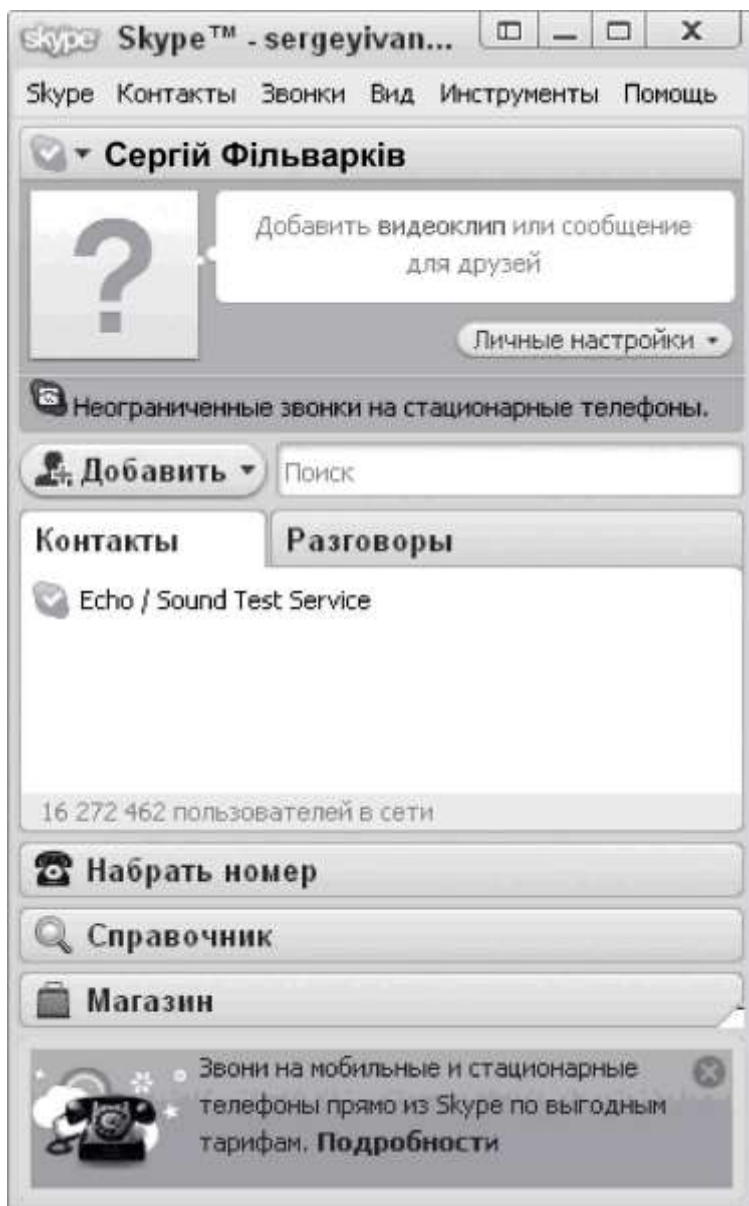 skype Skype™ - sergeyivan...
Skype Контакты Звонки Вид Инструменты Помощь
Сергій Фільварків
?
Добавить видеоклип или сообщение
для друзей
Личные настройки
Неограниченные звонки на стационарные телефоны.
Добавить Поиск
Контакты Разговоры
Echo / Sound Test Service
16 272 462 пользователей в сети
Набрать номер
Справочник
Магазин
Звони на мобильные и стационарные
телефоны прямо из Skype по выгодным
тарифам. Подробности